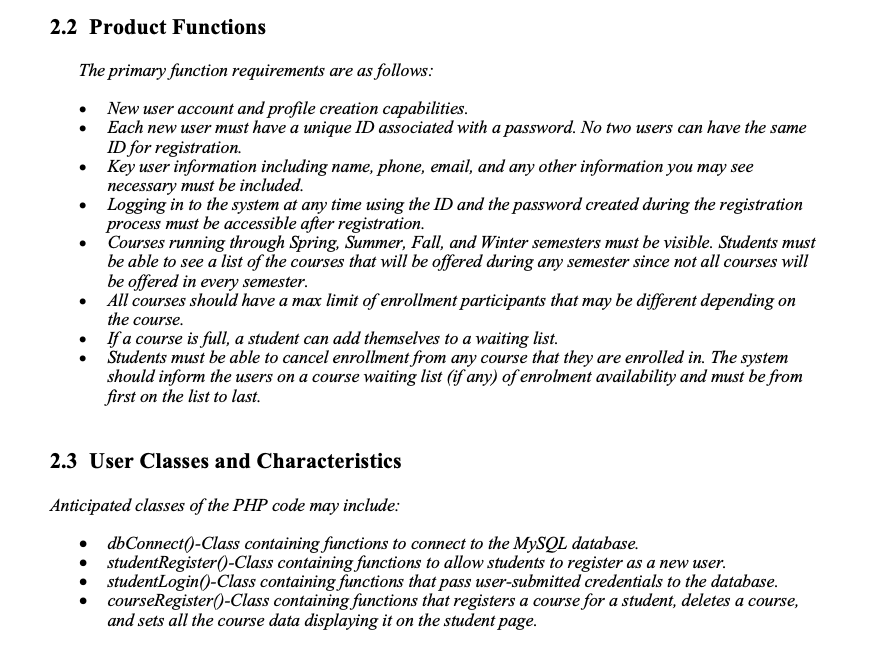 2.2 Product Functions
The primary function requirements are as follows:
• New user account and profile creation capabilities.
• Each new user must have a unique ID associated with a password. No two users can have the same
ID for registration.
• Key user information including name, phone, email, and any other information you may see
necessary must be included.
• Logging in to the system at any time using the ID and the password created during the registration
process must be accessible after registration.
• Courses running through Spring, Summer, Fall, and Winter semesters must be visible. Students must
be able to see a list of the courses that will be offered during any semester since not all courses will
be offered in every semester.
• All courses should have a max limit of enrollment participants that may be different depending on
the course.
• If a course is full, a student can add themselves to a waiting list.
• Students must be able to cancel enrollment from any course that they are enrolled in. The system
should inform the users on a course waiting list (if any) of enrolment availability and must be from
first on the list to last.
2.3 User Classes and Characteristics
Anticipated classes of the PHP code may include:
• dbConnect()-Class containing functions to connect to the MySQL database.
• studentRegister()-Class containing functions to allow students to register as a new user.
• studentLogin()-Class containing functions that pass user-submitted credentials to the database.
• courseRegister()-Class containing functions that registers a course for a student, deletes a course,
and sets all the course data displaying it on the student page.